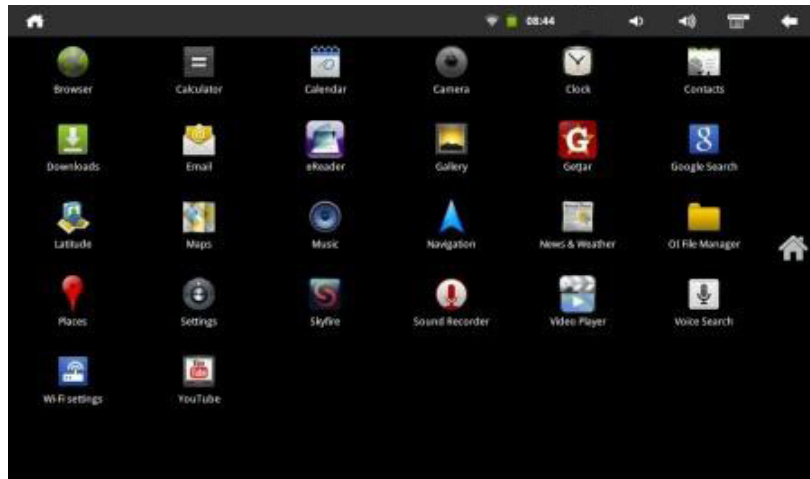 08:44
Browser Calculator Calendar Camera Clock Contacts
Downloads Email eReader Gallery GetJar Google Search
Latitude Maps Music Navigation News & Weather OI File Manager
Places Settings Skyfire Sound Recorder Video Player Voice Search
Wi-Fi settings YouTube